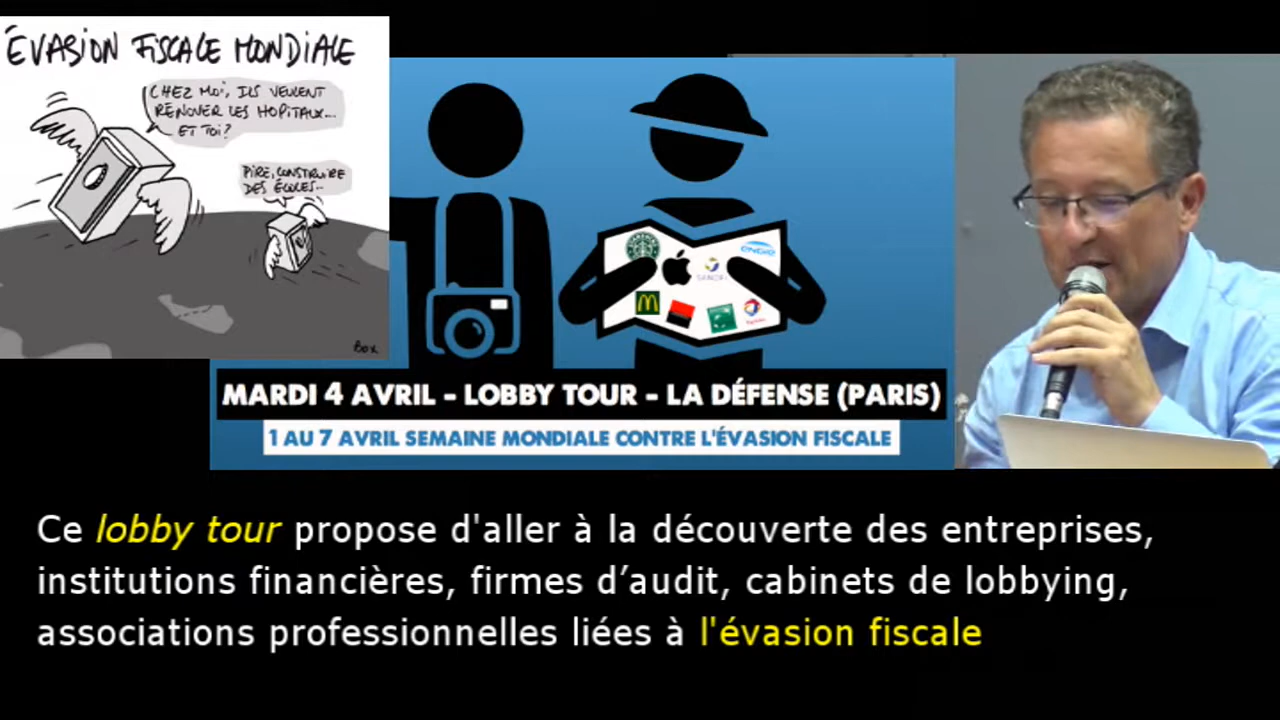 ÉVASION FISCALE MONDIALE
CHEZ MOI, ILS VEULENT
RÉNOVER LES HOPITAUX...
ET TOI?
PIRE, CONSTRUIRE
DES ÉCOLES...
BOX
ENGIE
MARDI 4 AVRIL - LOBBY TOUR - LA DÉFENSE (PARIS)
1 AU 7 AVRIL SEMAINE MONDIALE CONTRE L'ÉVASION FISCALE
Ce lobby tour propose d'aller à la découverte des entreprises,
institutions financières, firmes d’audit, cabinets de lobbying,
associations professionnelles liées à l'évasion fiscale